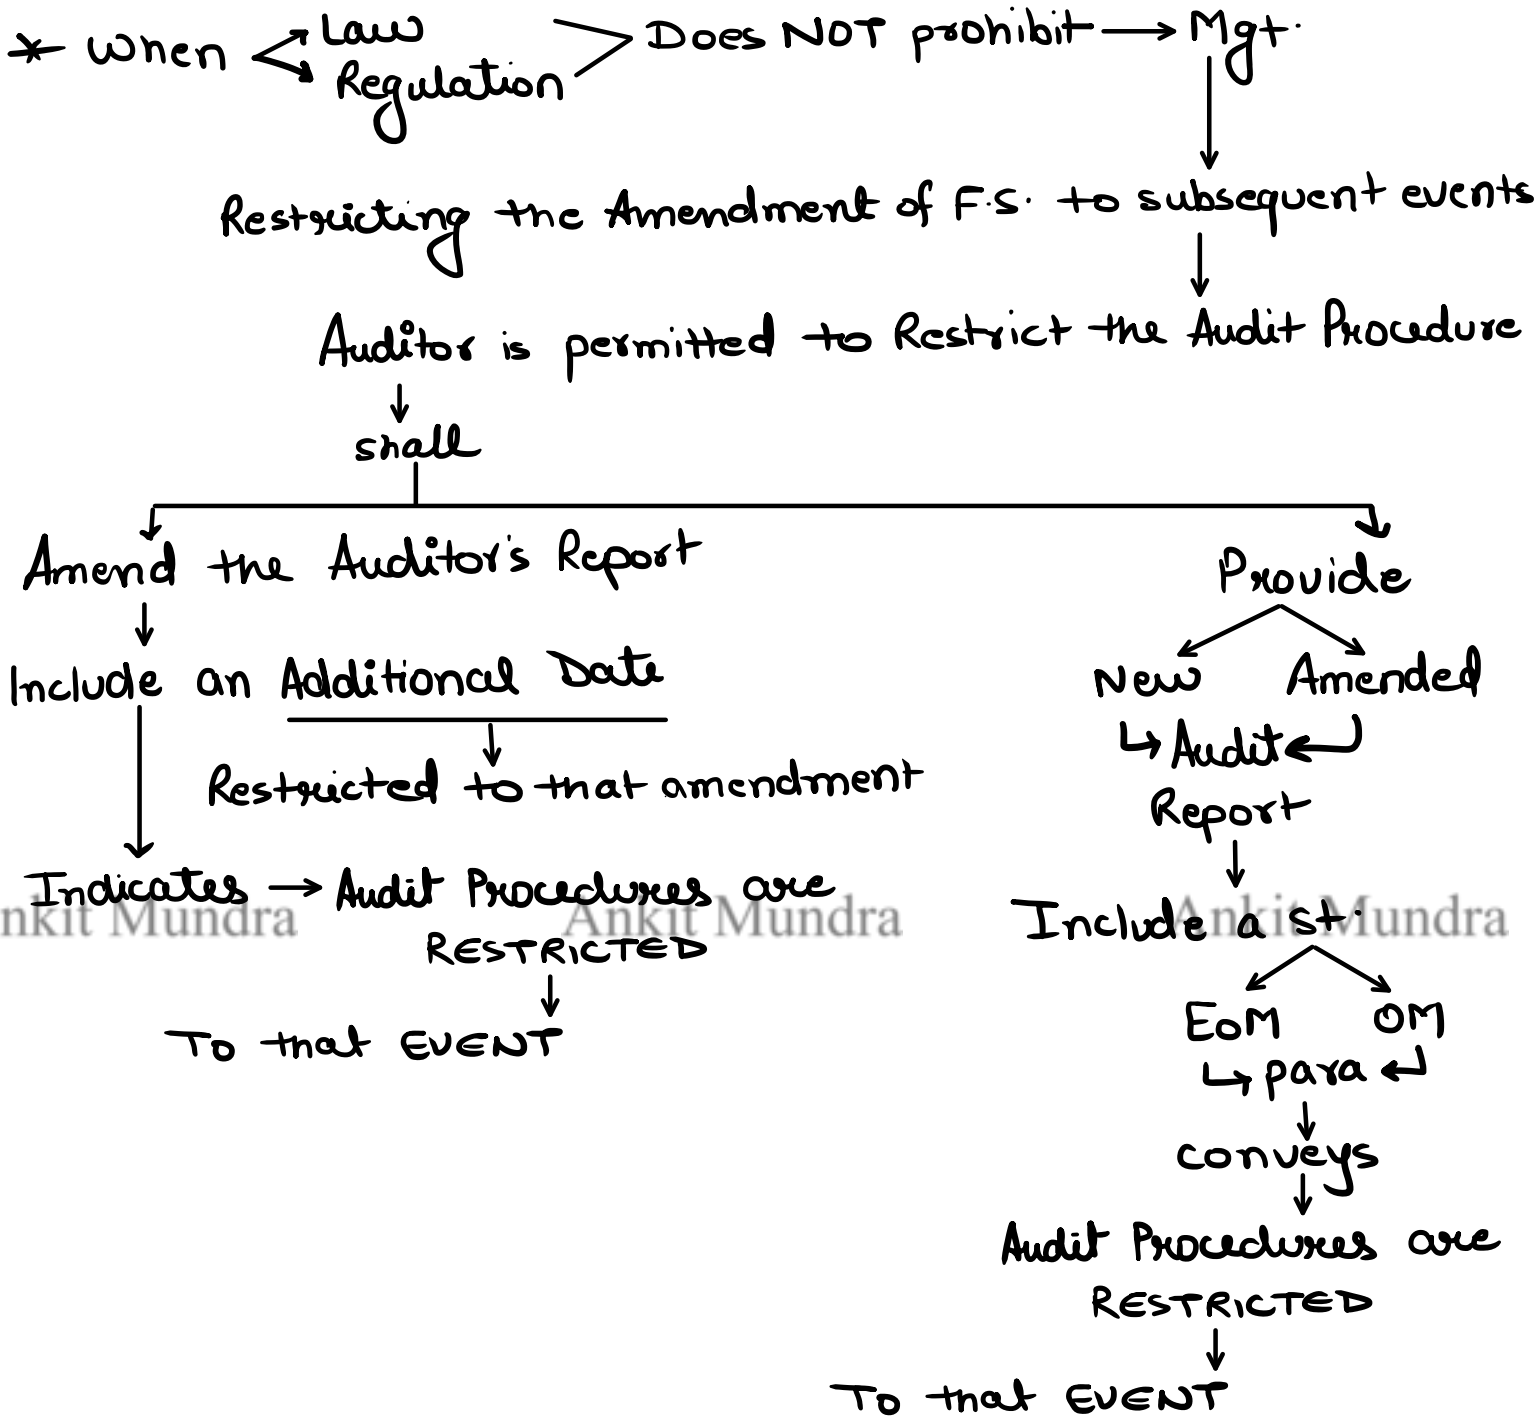 * When Law Does NOT prohibit → Mgt.
Regulation
Restricting the Amendment of F.S. to subsequent events
Auditor is permitted to Restrict the Audit Procedure
shall
Amend the Auditor's Report
Provide
Include an Additional Date
New Amended
Audit
Restricted to that amendment
Report
Indicates → Audit Procedures are
Include a st.
Ankit Mundra Ankit Mundra Ankit Mundra
RESTRICTED
EOM OM
To that EVENT
para
conveys
Audit Procedures are
RESTRICTED
To that EVENT